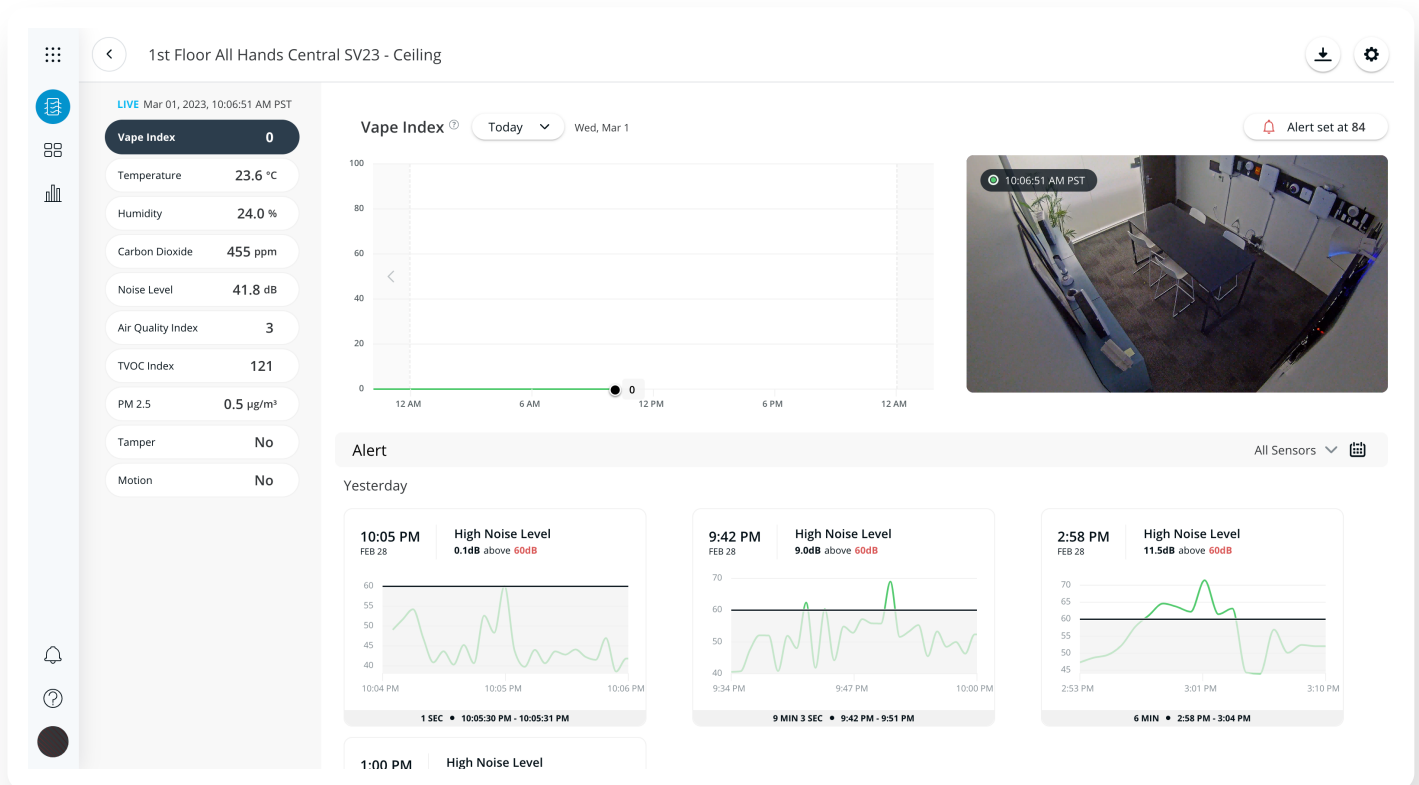 1st Floor All Hands Central SV23 - Ceiling
LIVE Mar 01, 2023, 10:06:51 AM PST
Vape Index 0
Temperature 23.6 °C
Humidity 24.0 %
Carbon Dioxide 455 ppm
Noise Level 41.8 dB
Air Quality Index 3
TVOC Index 121
PM 2.5 0.5 µg/m³
Tamper No
Motion No
Vape Index ? Today Wed, Mar 1
Alert set at 84
100
80
60
40
20
0
0
12 AM 6 AM 12 PM 6 PM 12 AM
10:06:51 AM PST
Alert
All Sensors
Yesterday
10:05 PM
FEB 28
High Noise Level
0.1dB above 60dB
60
55
50
45
40
10:04 PM 10:05 PM 10:06 PM
1 SEC • 10:05:30 PM - 10:05:31 PM
9:42 PM
FEB 28
High Noise Level
9.0dB above 60dB
70
60
50
40
9:34 PM 9:47 PM 10:00 PM
9 MIN 3 SEC • 9:42 PM - 9:51 PM
2:58 PM
FEB 28
High Noise Level
11.5dB above 60dB
70
65
60
55
50
45
2:53 PM 3:01 PM 3:10 PM
6 MIN • 2:58 PM - 3:04 PM
1:00 PM
High Noise Level
?